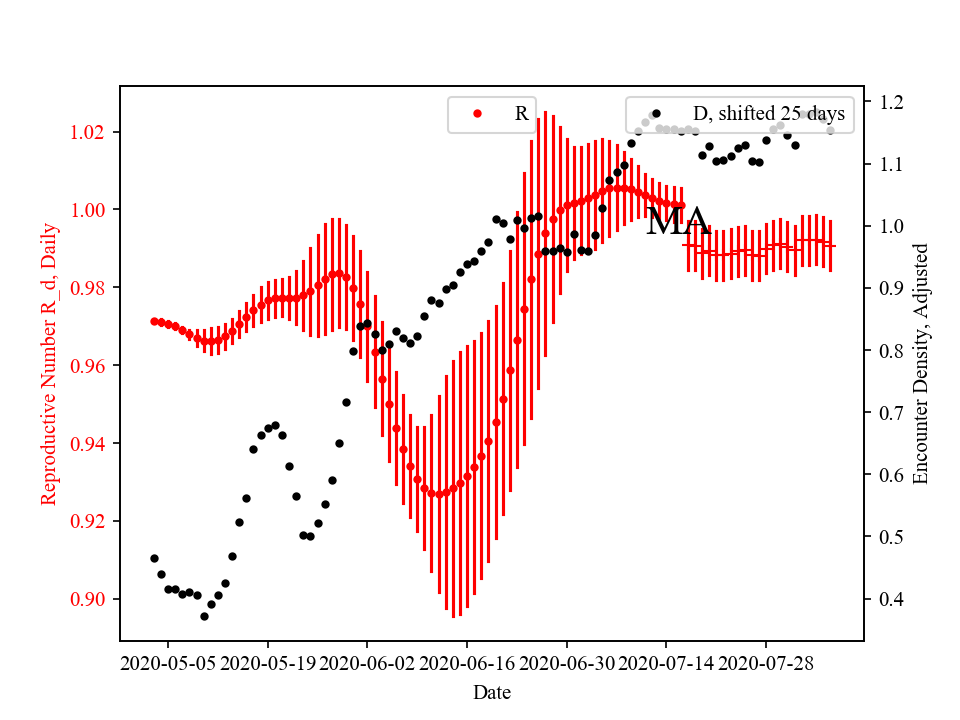 R
D, shifted 25 days
MA
Reproductive Number R_d, Daily
1.02
1.00
0.98
0.96
0.94
0.92
0.90
1.2
1.1
1.0
0.9
0.8
0.7
0.6
0.5
0.4
Encounter Density, Adjusted
2020-05-05 2020-05-19 2020-06-02 2020-06-16 2020-06-30 2020-07-14 2020-07-28
Date